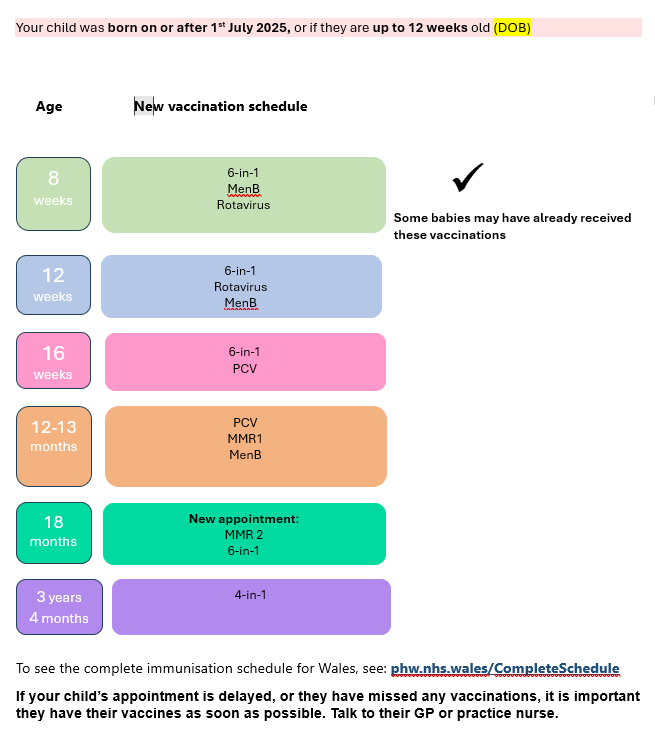 Your child was born on or after 1st July 2025, or if they are up to 12 weeks old (DOB)
Age
New vaccination schedule
8
weeks
6-in-1
MenB
Rotavirus
Some babies may have already received
these vaccinations
12
weeks
6-in-1
Rotavirus
MenB
16
weeks
6-in-1
PCV
12-13
months
PCV
MMR1
MenB
18
months
New appointment:
MMR 2
6-in-1
3 years
4 months
4-in-1
To see the complete immunisation schedule for Wales, see: phw.nhs.wales/CompleteSchedule
If your child's appointment is delayed, or they have missed any vaccinations, it is important
they have their vaccines as soon as possible. Talk to their GP or practice nurse.